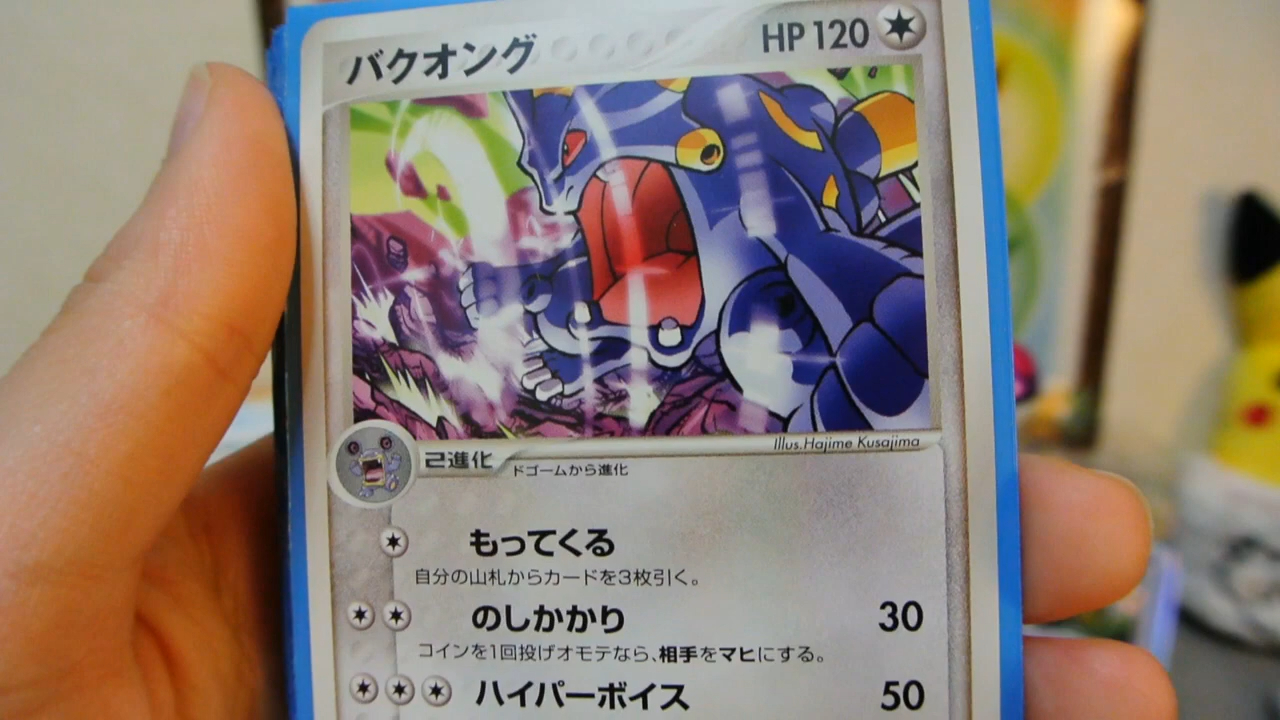 バクオング HP 120
Illus. Hajime Kusajima
2進化 ドゴームから進化
もってくる
自分の山札からカードを3枚引く。
のしかかり 30
コインを1回投げオモテなら、相手をマヒにする。
ハイパーボイス 50